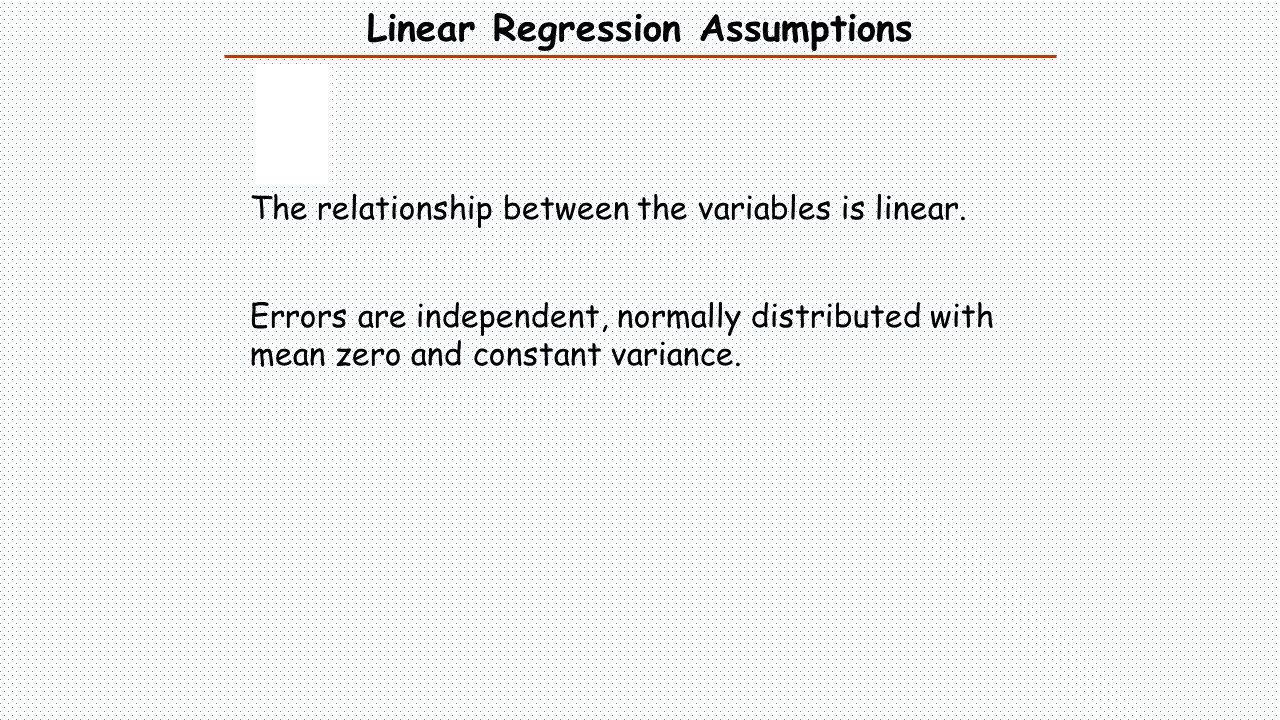 Linear Regression Assumptions
The relationship between the variables is linear.
Errors are independent, normally distributed with
mean zero and constant variance.